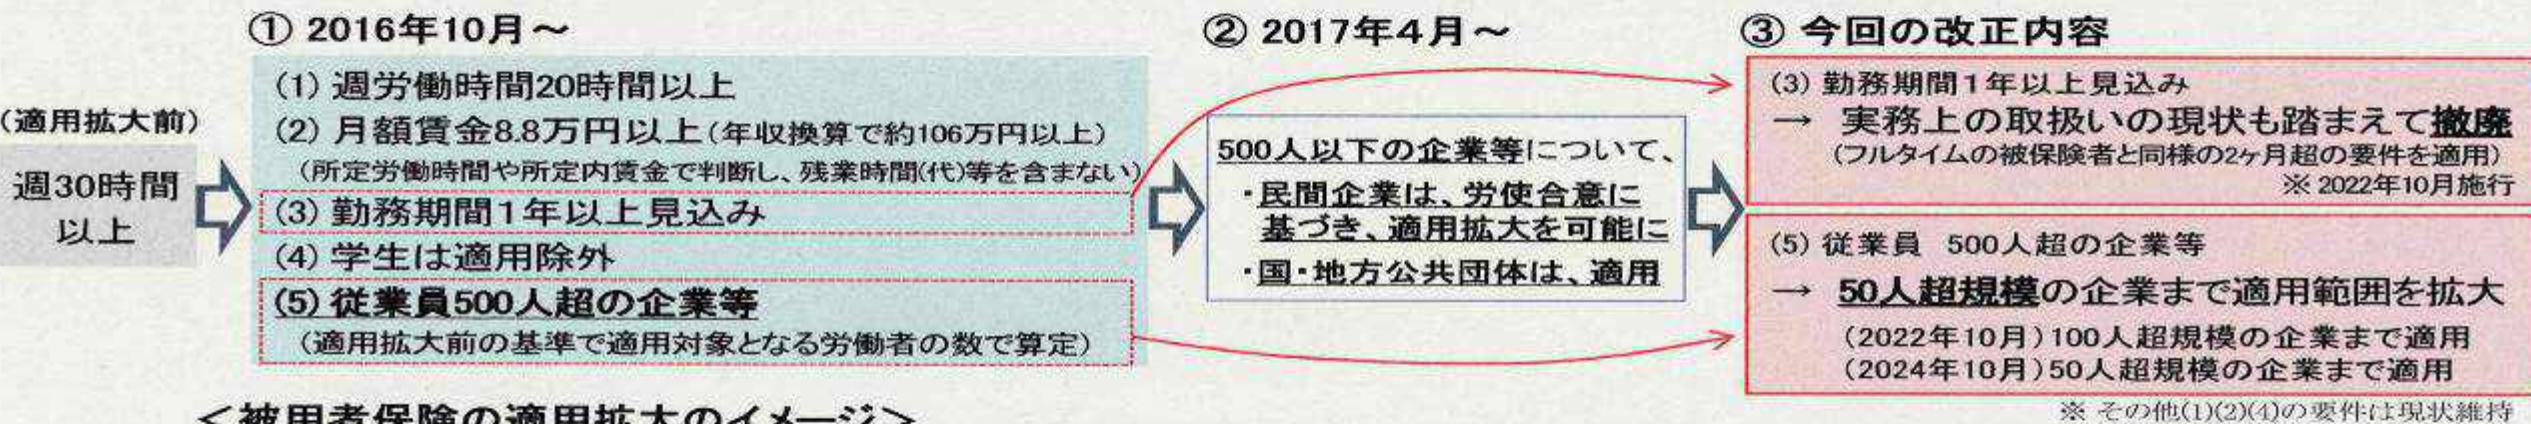 (適用拡大前)
週30時間
以上
① 2016年10月～
(1) 週労働時間20時間以上
(2) 月額賃金8.8万円以上(年収換算で約106万円以上)
(所定労働時間や所定内賃金で判断し、残業時間(代)等を含まない)
(3) 勤務期間1年以上見込み
(4) 学生は適用除外
(5) 従業員500人超の企業等
(適用拡大前の基準で適用対象となる労働者の数で算定)
② 2017年4月～
500人以下の企業等について、
・民間企業は、労使合意に
基づき、適用拡大を可能に
・国・地方公共団体は、適用
③ 今回の改正内容
(3) 勤務期間1年以上見込み
→ 実務上の取扱いの現状も踏まえて撤廃
(フルタイムの被保険者と同様の2ヶ月超の要件を適用)
※ 2022年10月施行
(5) 従業員 500人超の企業等
→ 50人超規模の企業まで適用範囲を拡大
(2022年10月)100人超規模の企業まで適用
(2024年10月)50人超規模の企業まで適用
※ その他(1)(2)(4)の要件は現状維持
＜被用者保険の適用拡大のイメージ＞